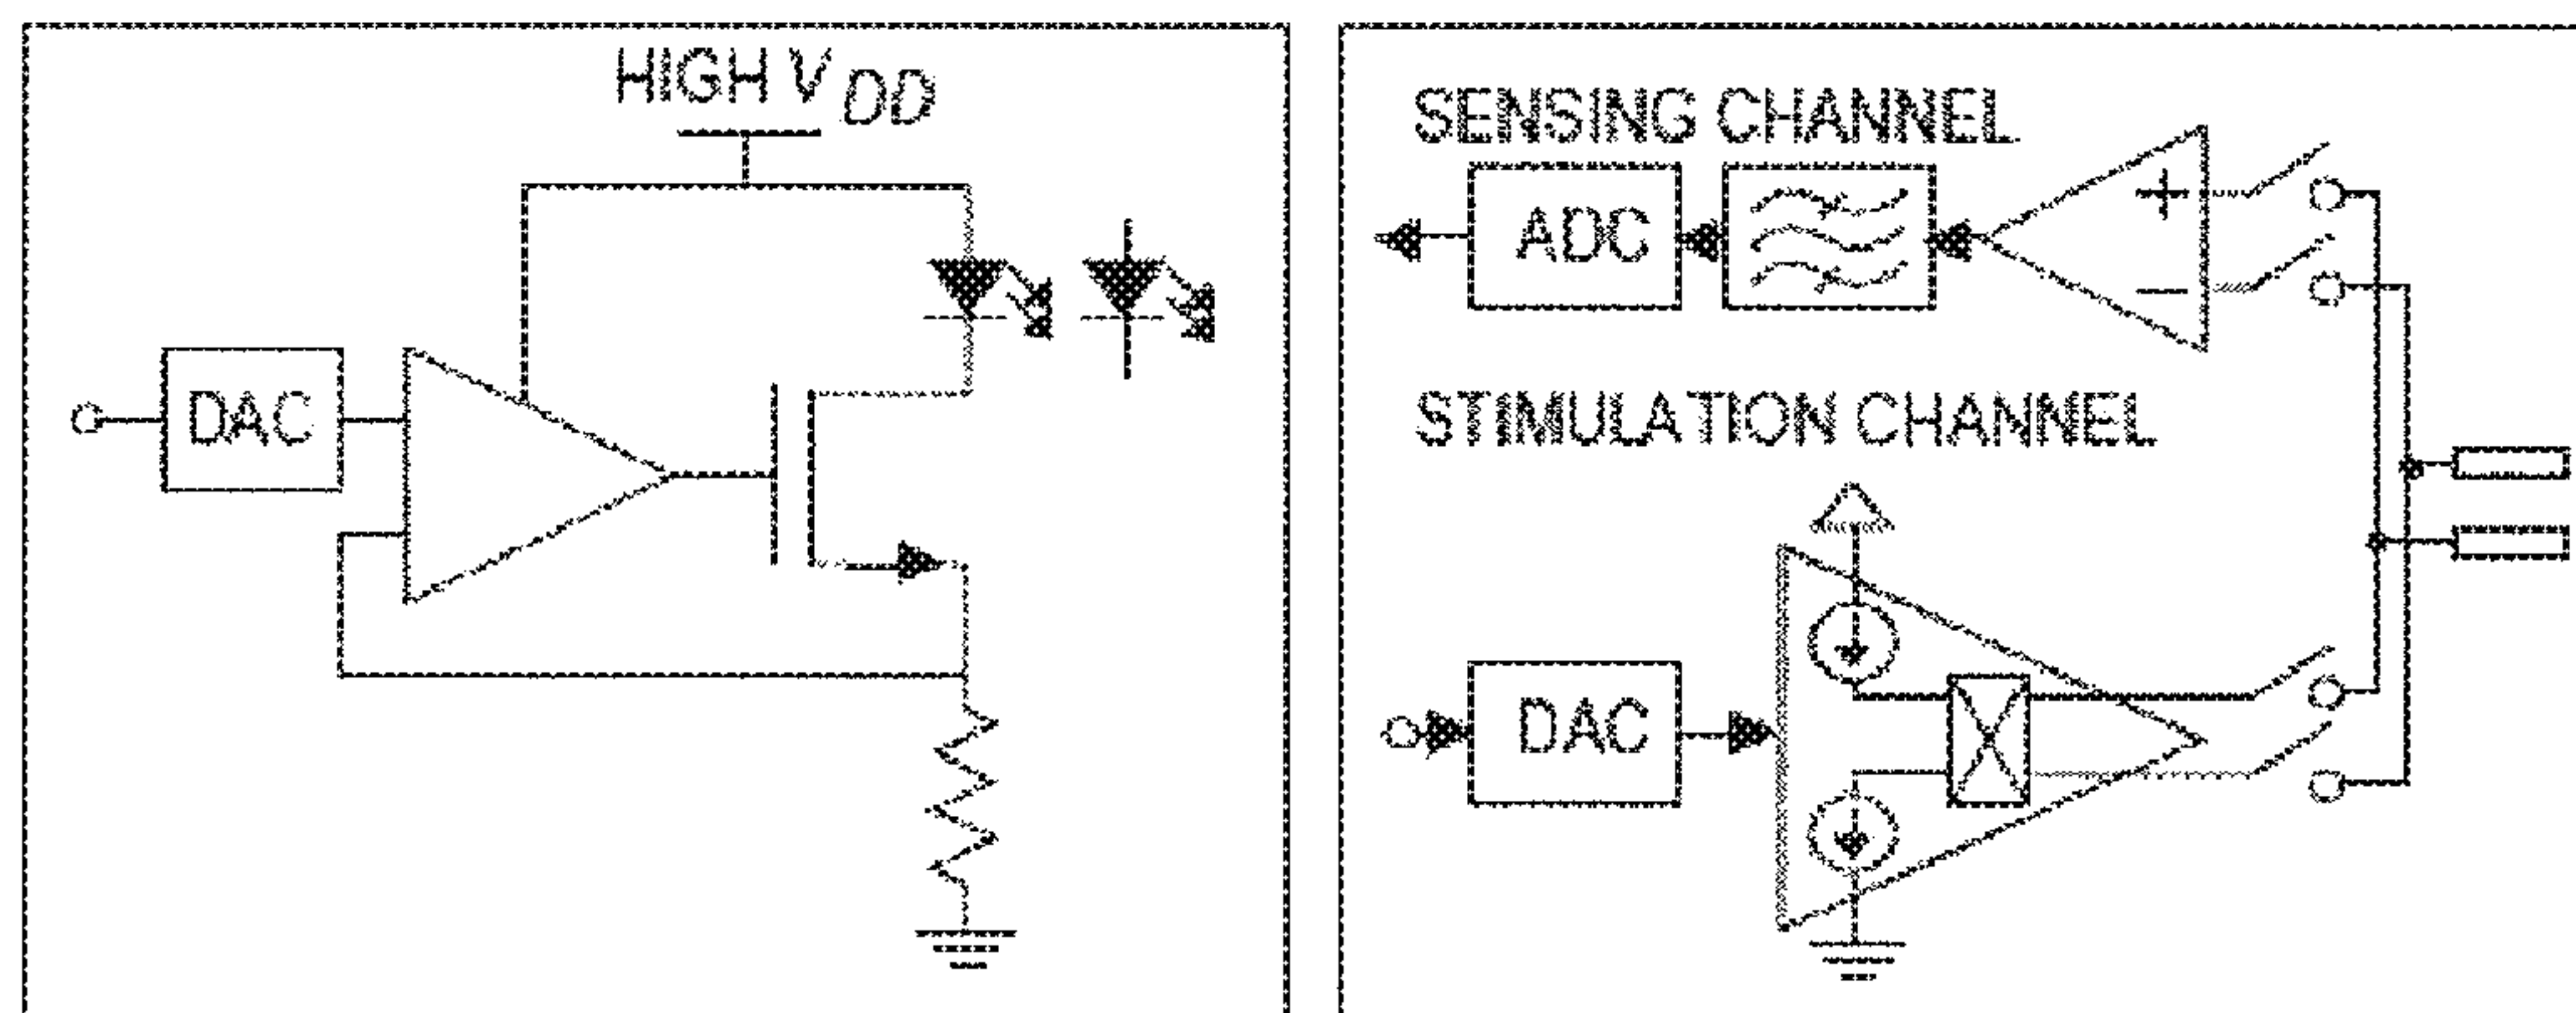 HIGH V DD
DAC
SENSING CHANNEL
ADC
+
−
STIMULATION CHANNEL
DAC